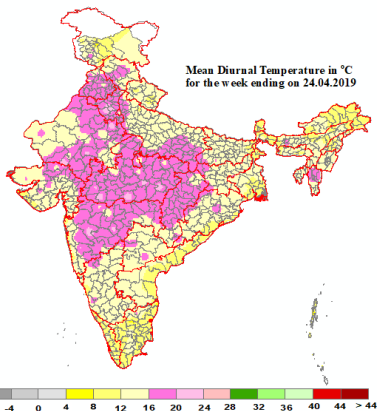 Mean Diurnal Temperature in °C
for the week ending on 24.04.2019
-4 0 4 8 12 16 20 24 28 32 36 40 44 > 44